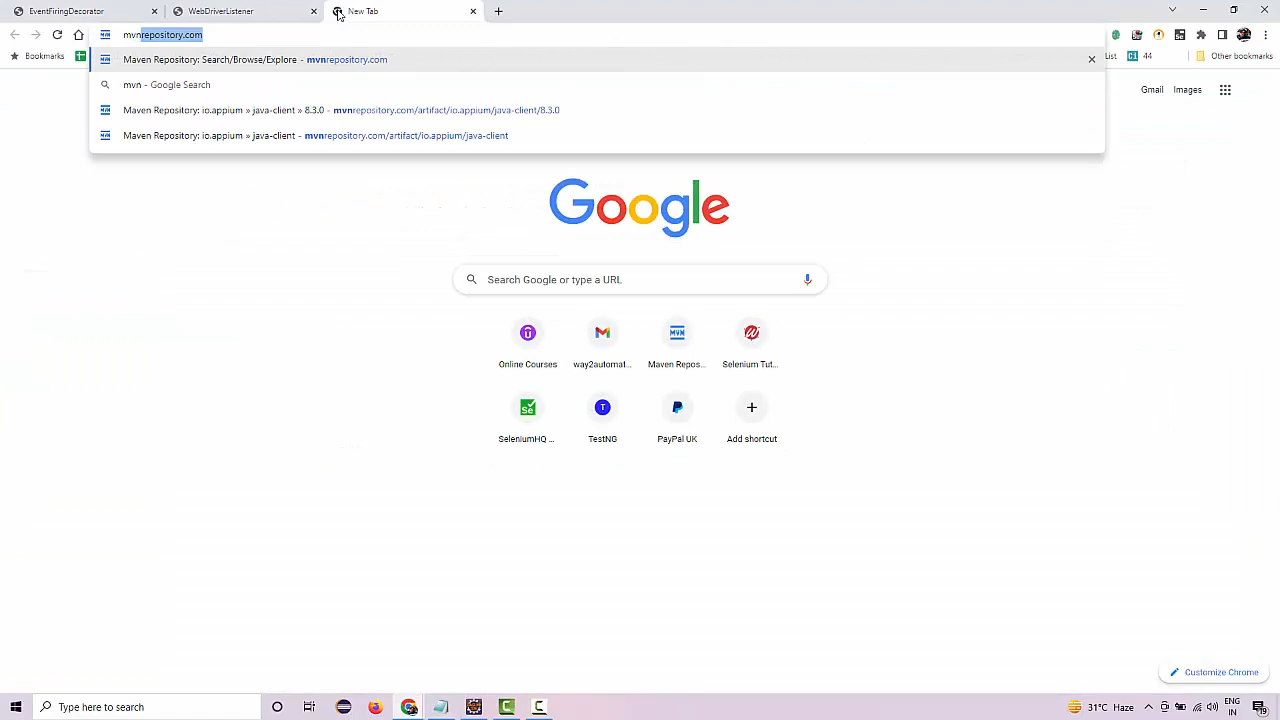 EventFiringDecorator
WebDriverListener
New Tab
mvnrepository.com
Bookmarks
List
44
Other bookmarks
Maven Repository: Search/Browse/Explore - mvnrepository.com
mvn - Google Search
Maven Repository: io.appium » java-client » 8.3.0 - mvnrepository.com/artifact/io.appium/java-client/8.3.0
Maven Repository: io.appium » java-client - mvnrepository.com/artifact/io.appium/java-client
Gmail Images
Google
Search Google or type a URL
Online Courses
way2automat...
MVN
Maven Repos...
Selenium Tut...
Se
SeleniumHQ ...
T
TestNG
PayPal UK
Add shortcut
Customize Chrome
Type here to search
31°C Haze
ENG
IN
19